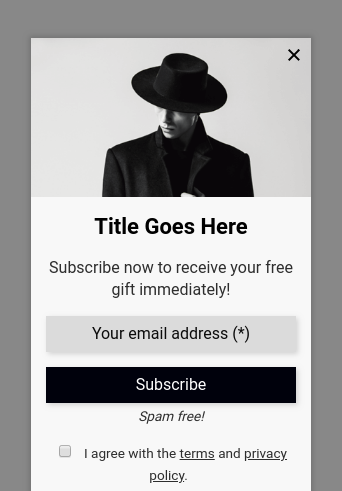 Title Goes Here
Subscribe now to receive your free
gift immediately!
Your email address (*)
Subscribe
Spam free!
I agree with the terms and privacy
policy.